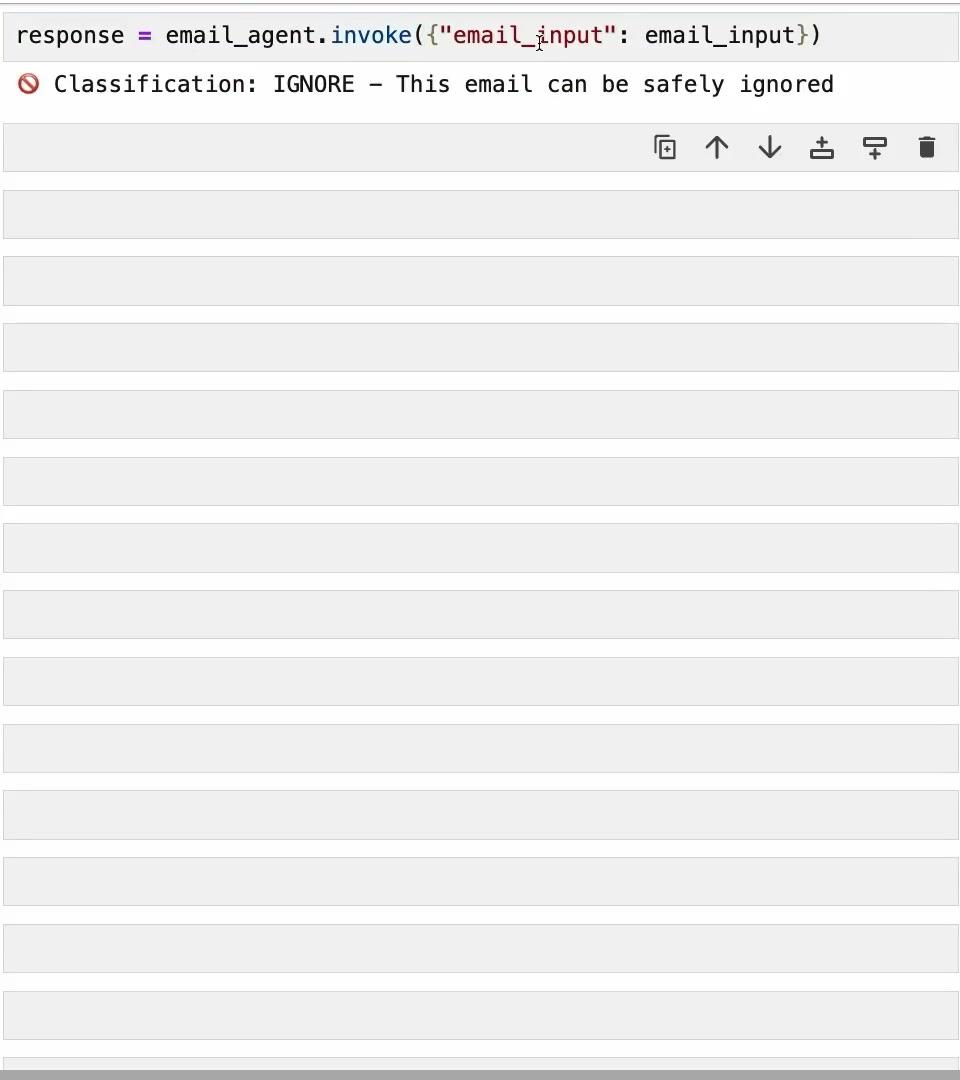 response = email_agent.invoke({"email_input": email_input})
🚫 Classification: IGNORE – This email can be safely ignored